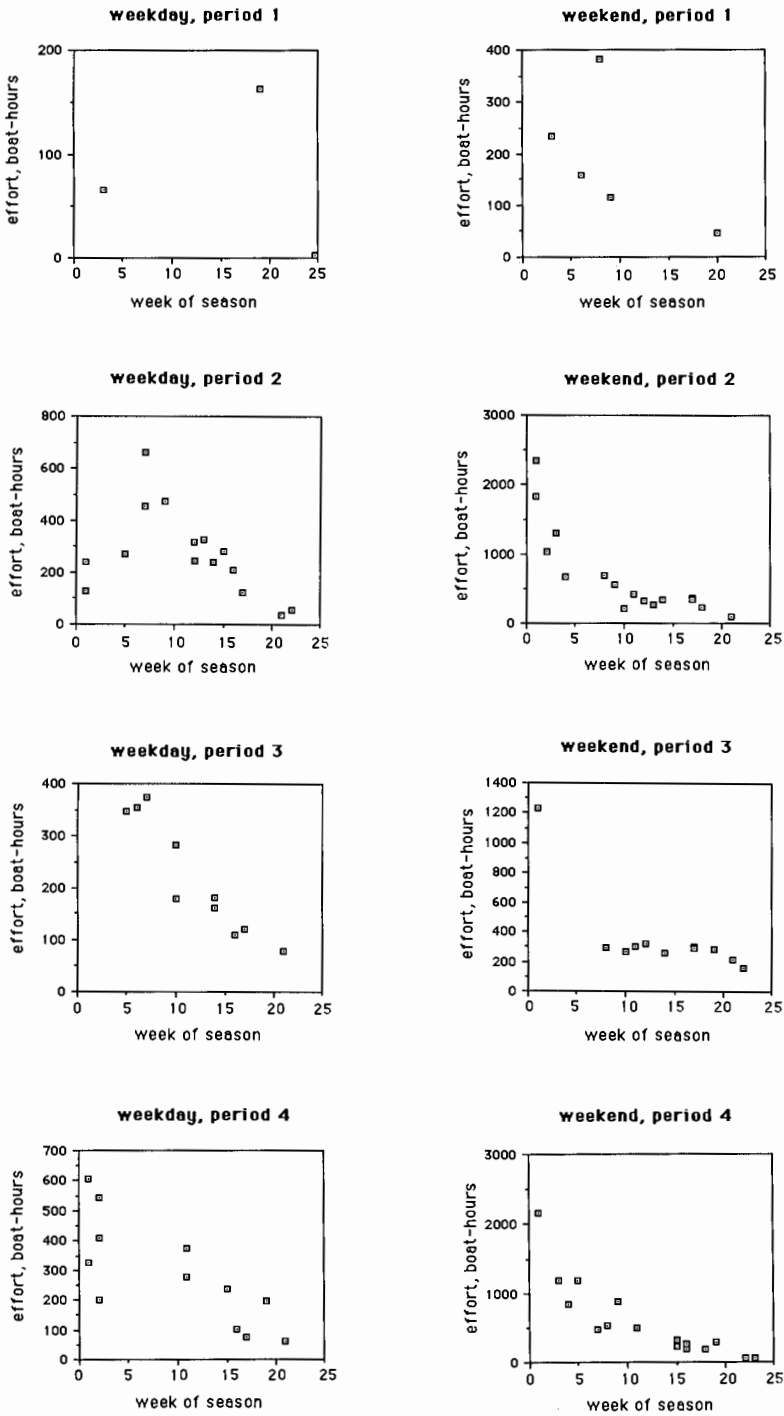 weekday, period 1
200
100
0
0 5 10 15 20 25
effort, boat-hours
week of season
weekend, period 1
400
300
200
100
0
0 5 10 15 20 25
effort, boat-hours
week of season
weekday, period 2
800
600
400
200
0
0 5 10 15 20 25
effort, boat-hours
week of season
weekend, period 2
3000
2000
1000
0
0 5 10 15 20 25
effort, boat-hours
week of season
weekday, period 3
400
300
200
100
0
0 5 10 15 20 25
effort, boat-hours
week of season
weekend, period 3
1400
1200
1000
800
600
400
200
0
0 5 10 15 20 25
effort, boat-hours
week of season
weekday, period 4
700
600
500
400
300
200
100
0
0 5 10 15 20 25
effort, boat-hours
week of season
weekend, period 4
3000
2000
1000
0
0 5 10 15 20 25
effort, boat-hours
week of season